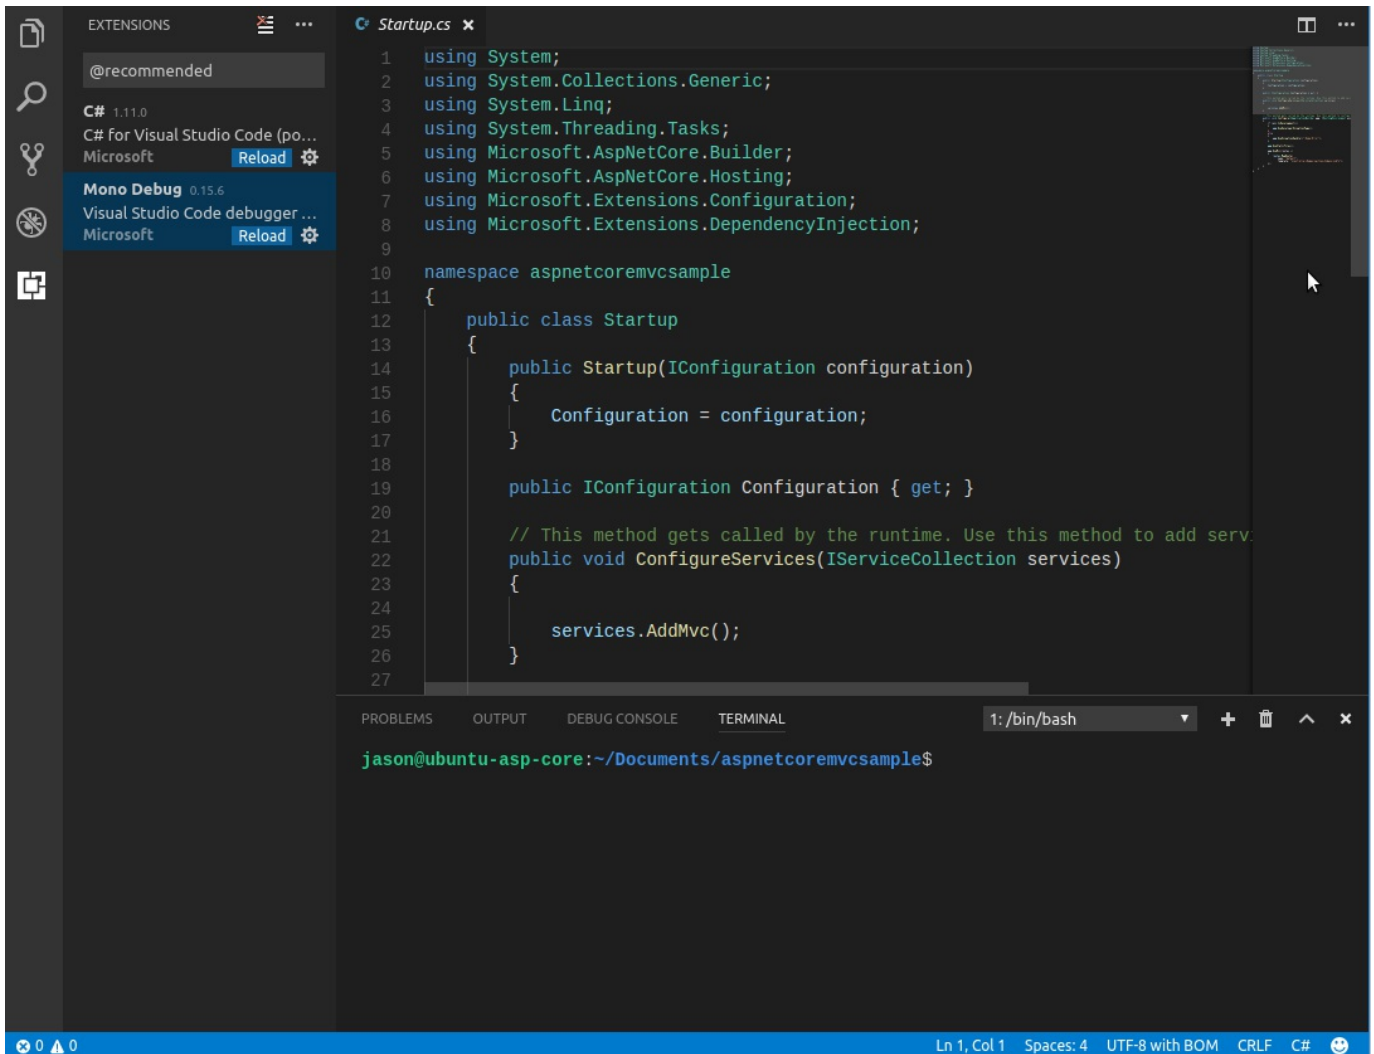 EXTENSIONS
@recommended
C# 1.11.0
C# for Visual Studio Code (po...
Microsoft Reload
Mono Debug 0.15.6
Visual Studio Code debugger ...
Microsoft Reload
C# Startup.cs
1 using System;
2 using System.Collections.Generic;
3 using System.Linq;
4 using System.Threading.Tasks;
5 using Microsoft.AspNetCore.Builder;
6 using Microsoft.AspNetCore.Hosting;
7 using Microsoft.Extensions.Configuration;
8 using Microsoft.Extensions.DependencyInjection;
9
10 namespace aspnetcoremvcsample
11 {
12 public class Startup
13 {
14 public Startup(IConfiguration configuration)
15 {
16 Configuration = configuration;
17 }
18
19 public IConfiguration Configuration { get; }
20
21 // This method gets called by the runtime. Use this method to add servi
22 public void ConfigureServices(IServiceCollection services)
23 {
24
25 services.AddMvc();
26 }
27
PROBLEMS OUTPUT DEBUG CONSOLE TERMINAL 1: /bin/bash
jason@ubuntu-asp-core:~/Documents/aspnetcoremvcsample$
0 0 Ln 1, Col 1 Spaces: 4 UTF-8 with BOM CRLF C#